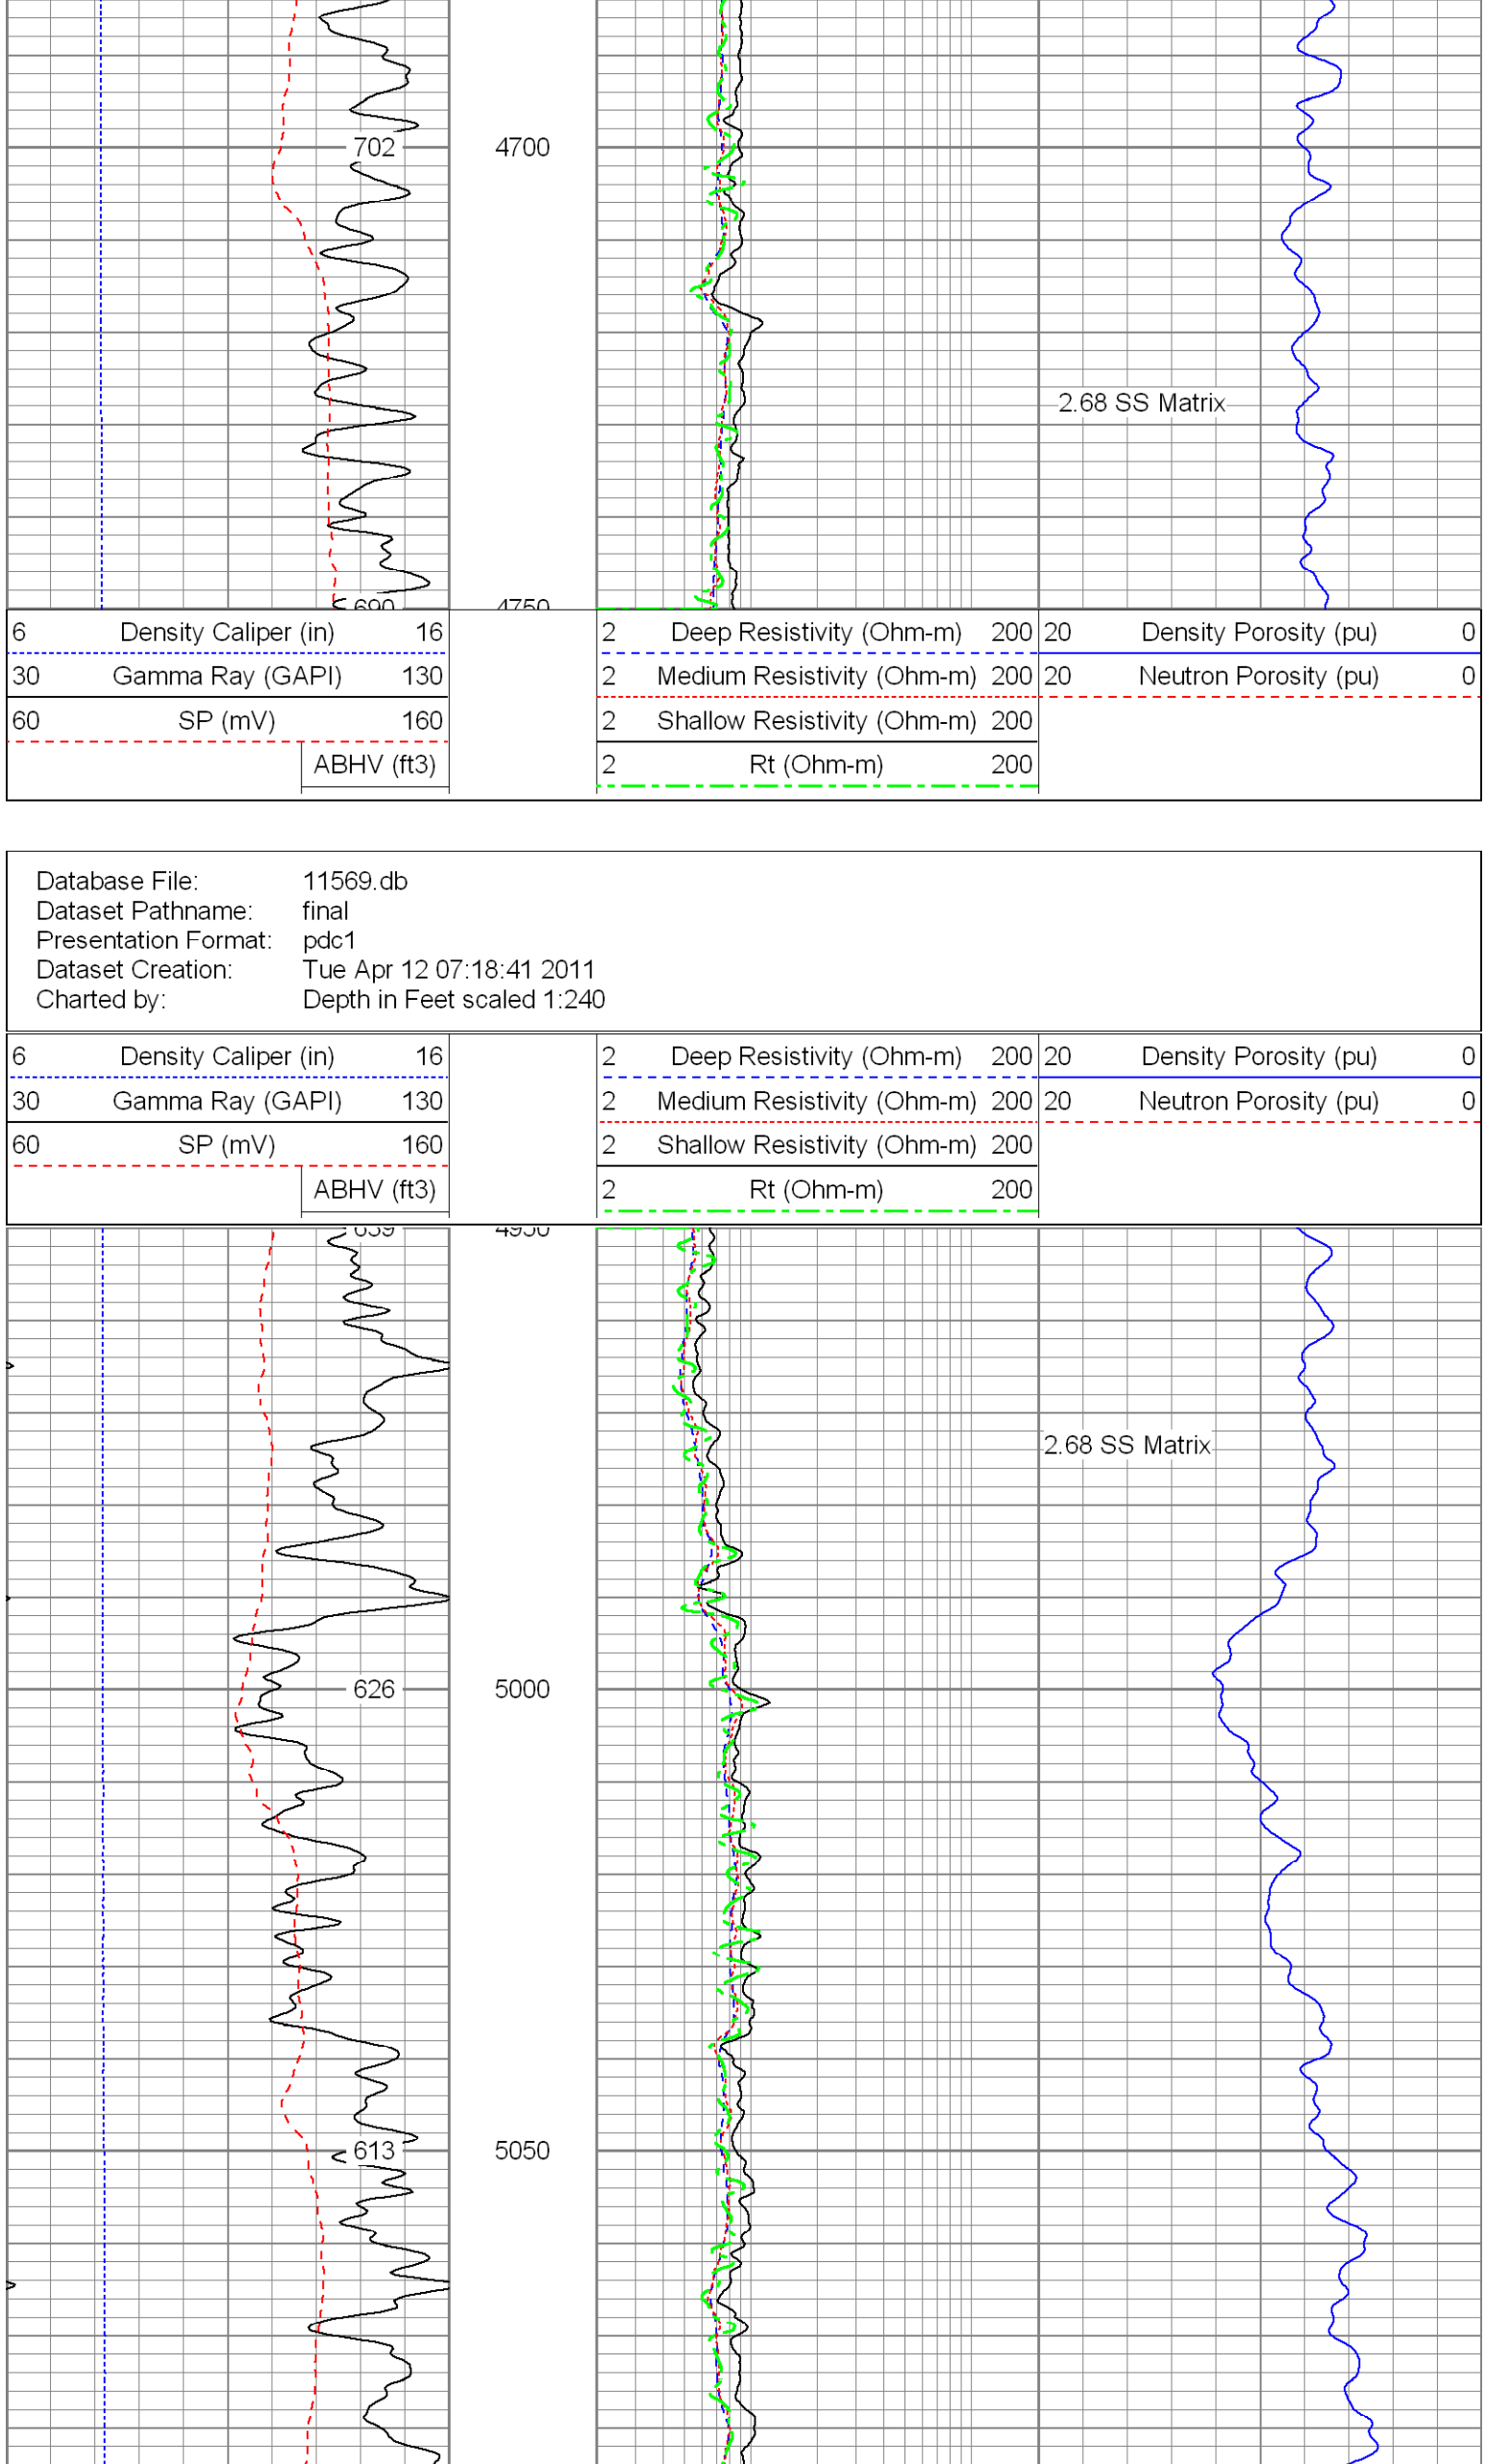 702 4700
2.68 SS Matrix
690 4750
6 Density Caliper (in) 16 2 Deep Resistivity (Ohm-m) 200 20 Density Porosity (pu) 0
30 Gamma Ray (GAPI) 130 2 Medium Resistivity (Ohm-m) 200 20 Neutron Porosity (pu) 0
60 SP (mV) 160 2 Shallow Resistivity (Ohm-m) 200
ABHV (ft3) 2 Rt (Ohm-m) 200
Database File: 11569.db
Dataset Pathname: final
Presentation Format: pdc1
Dataset Creation: Tue Apr 12 07:18:41 2011
Charted by: Depth in Feet scaled 1:240
6 Density Caliper (in) 16 2 Deep Resistivity (Ohm-m) 200 20 Density Porosity (pu) 0
30 Gamma Ray (GAPI) 130 2 Medium Resistivity (Ohm-m) 200 20 Neutron Porosity (pu) 0
60 SP (mV) 160 2 Shallow Resistivity (Ohm-m) 200
ABHV (ft3) 2 Rt (Ohm-m) 200
639 4950
2.68 SS Matrix
626 5000
613 5050